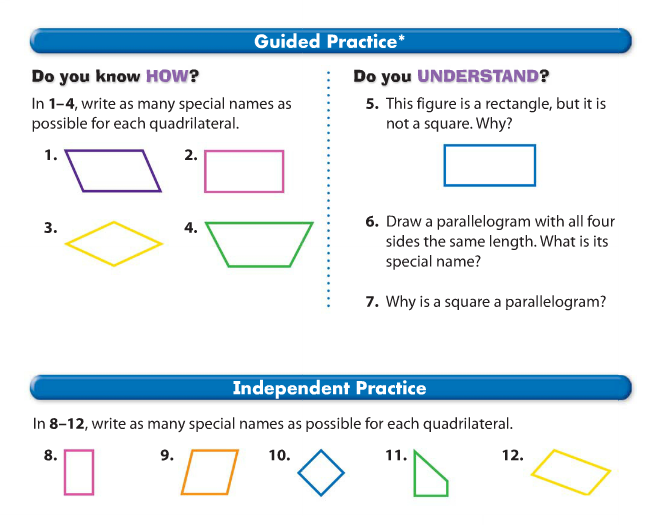 Guided Practice*
Do you know HOW?
In 1–4, write as many special names as
possible for each quadrilateral.
1.
2.
3.
4.
Do you UNDERSTAND?
5. This figure is a rectangle, but it is
not a square. Why?
6. Draw a parallelogram with all four
sides the same length. What is its
special name?
7. Why is a square a parallelogram?
Independent Practice
In 8–12, write as many special names as possible for each quadrilateral.
8.
9.
10.
11.
12.